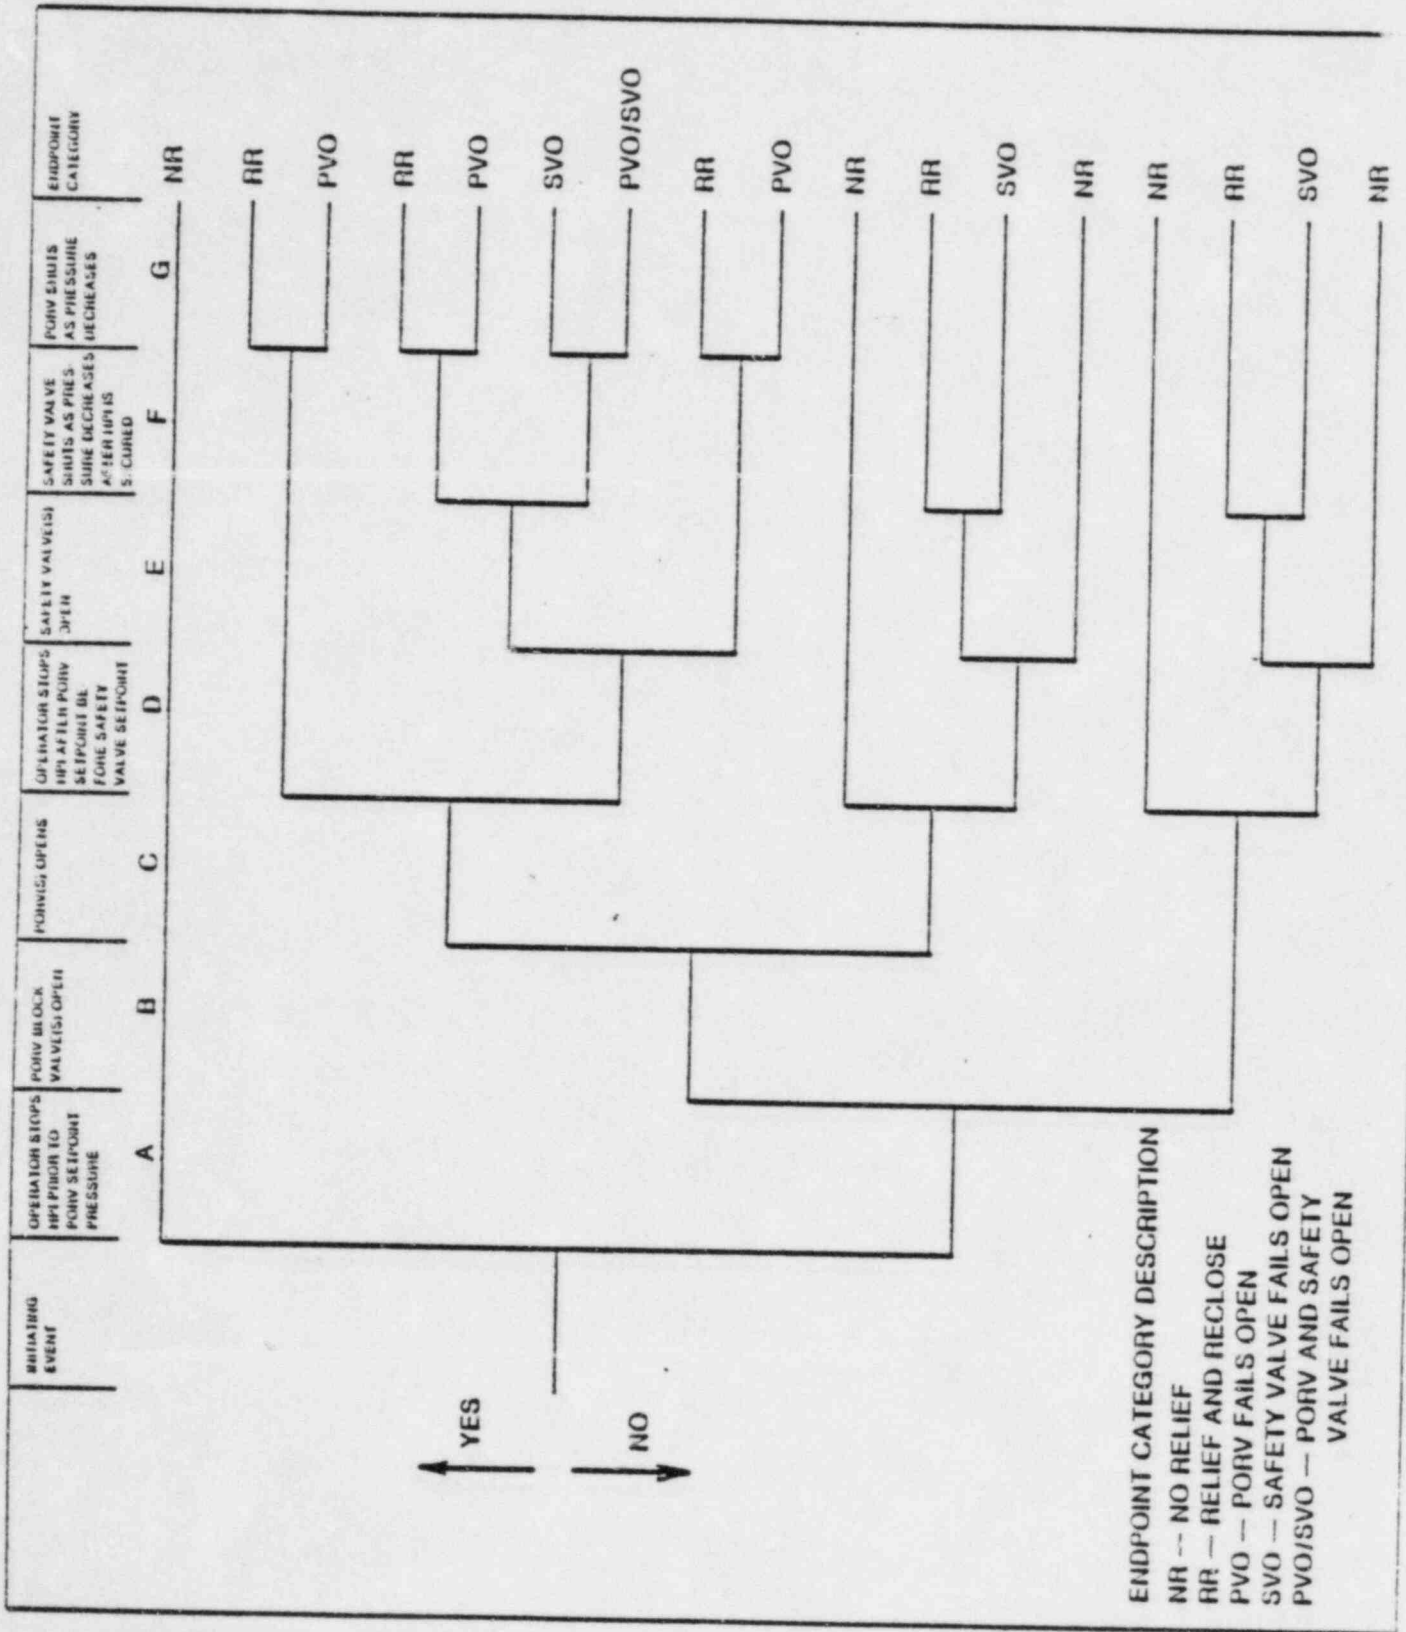 INITIATING
EVENT
OPERATOR STOPS
HPI PRIOR TO
PORV SETPOINT
PRESSURE
PORV BLOCK
VALVE(S) OPEN
PORV(S) OPENS
OPERATOR STOPS
HPI AFTER PORV
SETPOINT BE
FORE SAFETY
VALVE SETPOINT
SAFETY VALVE(S)
OPEN
SAFETY VALVE
SHUTS AS PRES-
SURE DECREASES
AFTER HPI IS
SECURED
PORV SHUTS
AS PRESSURE
DECREASES
ENDPOINT
CATEGORY
A
B
C
D
E
F
G
NR
RR
PVO
RR
PVO
SVO
PVO/SVO
RR
PVO
NR
RR
SVO
NR
NR
RR
SVO
NR
YES
NO
ENDPOINT CATEGORY DESCRIPTION
NR -- NO RELIEF
RR — RELIEF AND RECLOSE
PVO — PORV FAILS OPEN
SVO — SAFETY VALVE FAILS OPEN
PVO/SVO — PORV AND SAFETY
VALVE FAILS OPEN